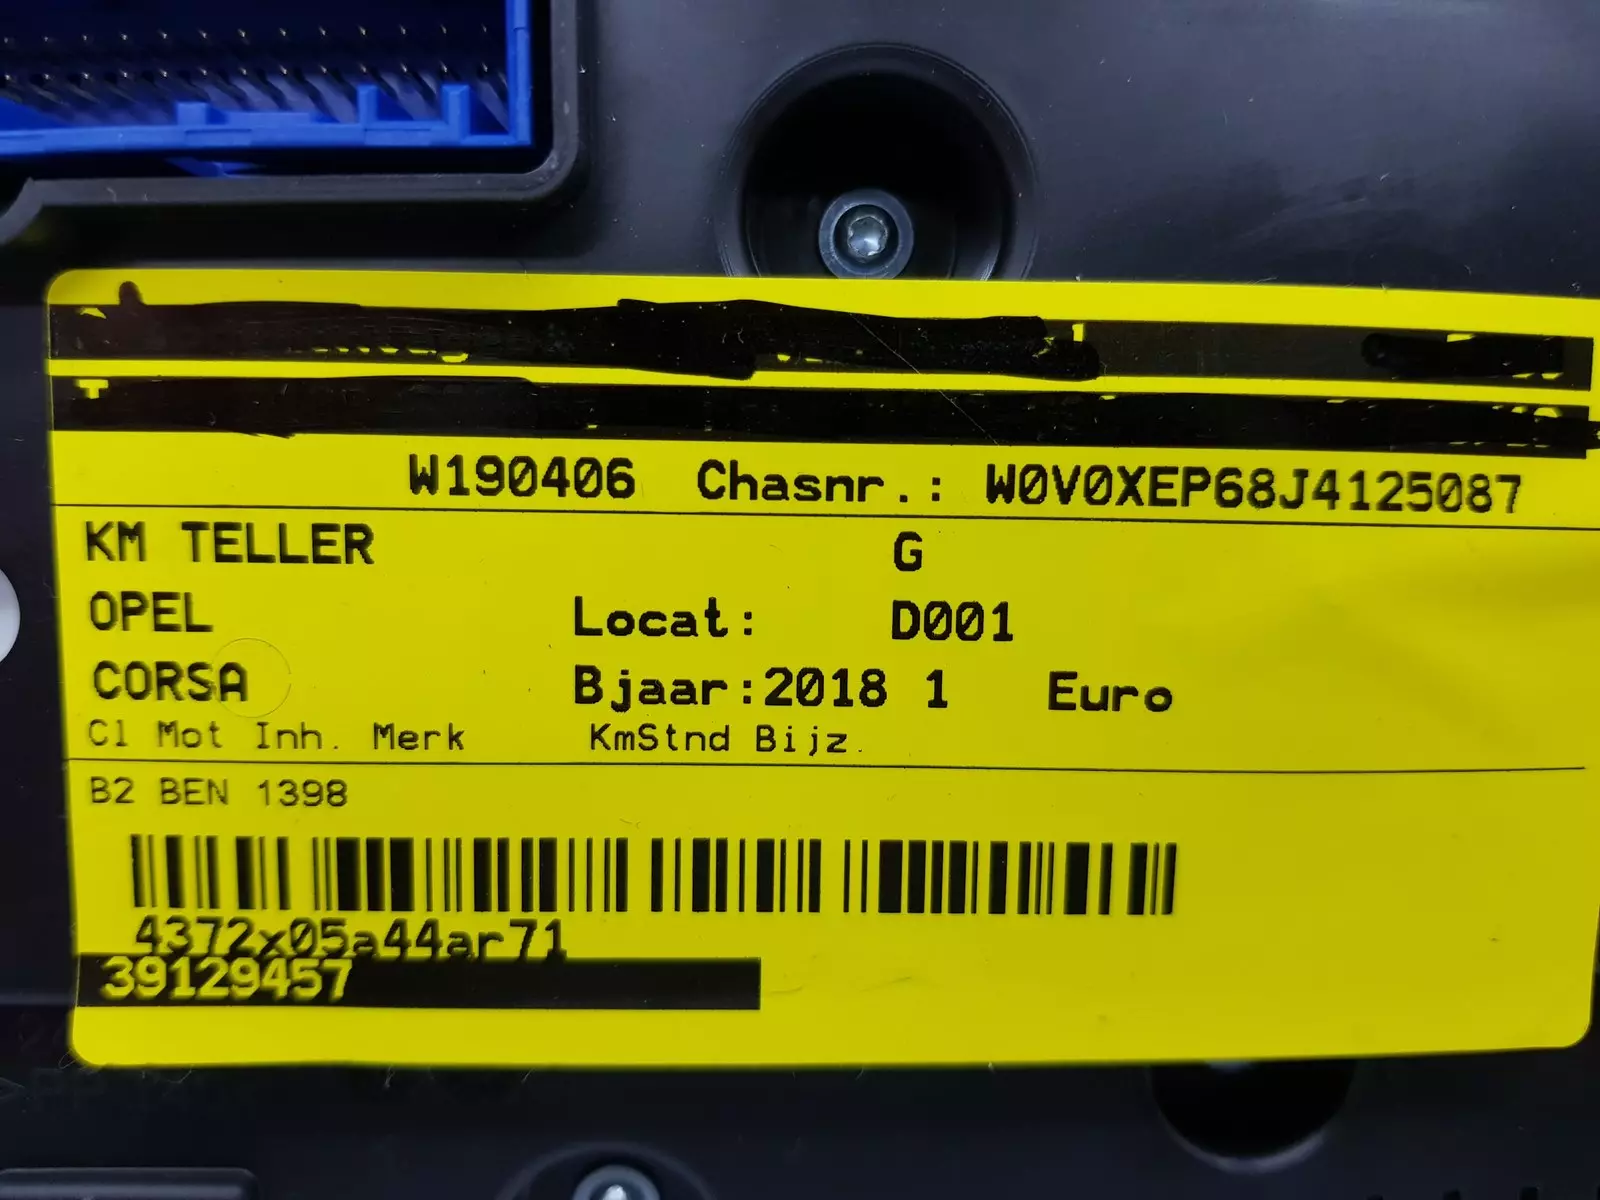 W190406 Chasnr.: W0V0XEP68J4125087
KM TELLER G
OPEL Locat: D001
CORSA Bjaar:2018 1 Euro
Cl Mot Inh. Merk KmStnd Bijz.
B2 BEN 1398
4372x05a44ar71
39129457